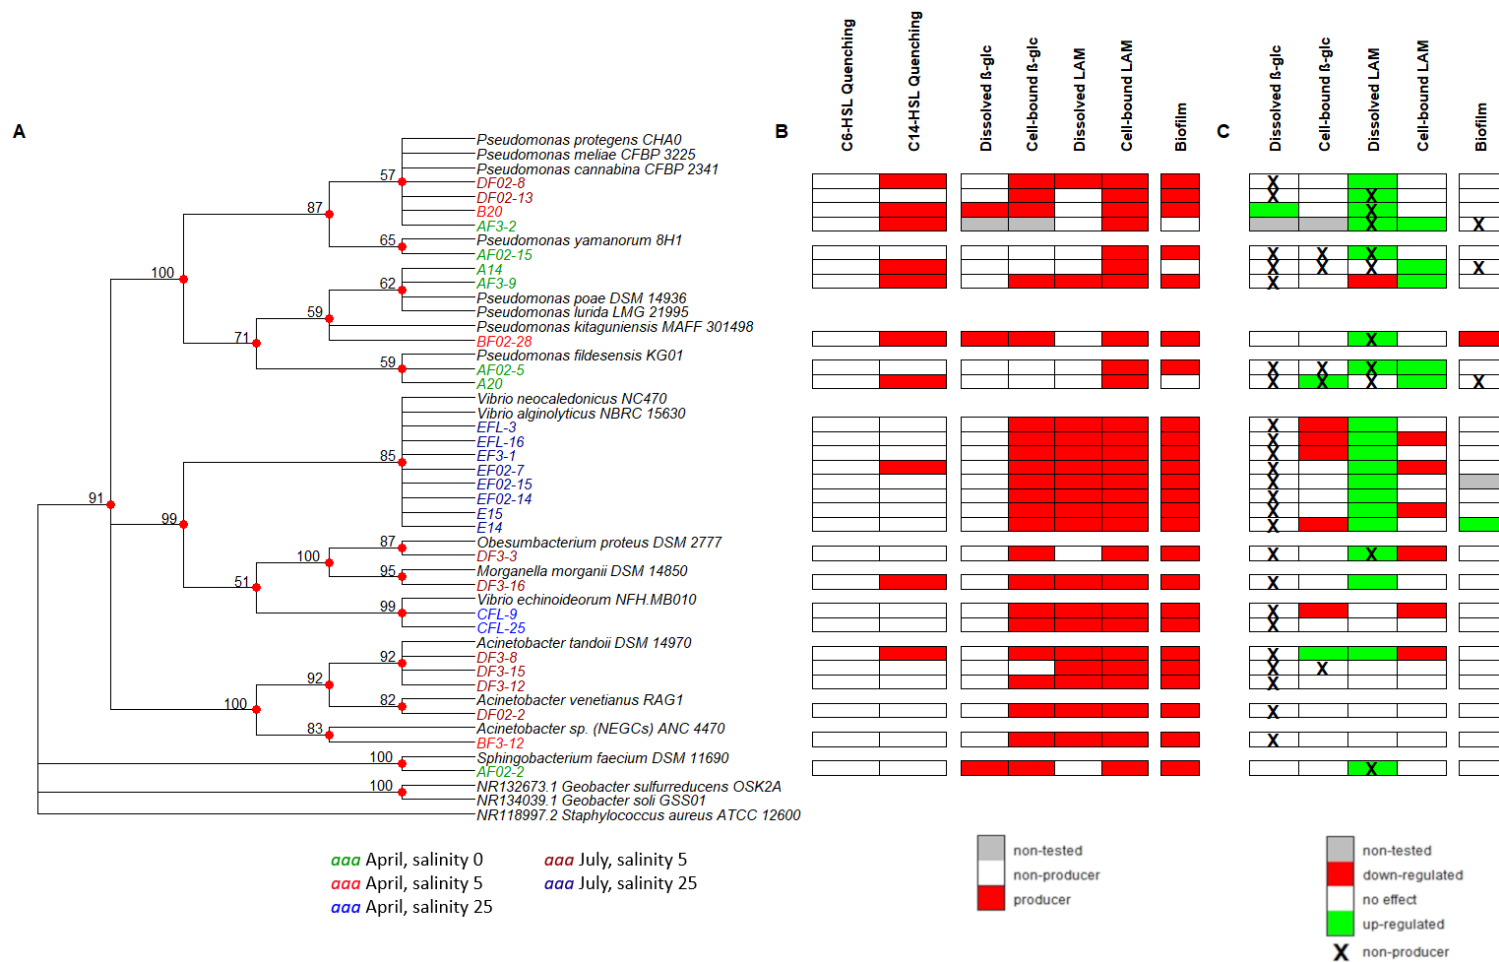 C6-HSL Quenching
C14-HSL Quenching
Dissolved ß-glc
Cell-bound ß-glc
Dissolved LAM
Cell-bound LAM
Biofilm
Dissolved ß-glc
Cell-bound ß-glc
Dissolved LAM
Cell-bound LAM
Biofilm
A
B
C
Pseudomonas protegens CHA0
Pseudomonas meliae CFBP 3225
Pseudomonas cannabina CFBP 2341
57
DF02-8
X
DF02-13
X X
87
B20
X
AF3-2
X X
Pseudomonas yamanorum 8H1
65
AF02-15
X X X
100
A14
X X X X
62
AF3-9
X
Pseudomonas poae DSM 14936
59
Pseudomonas lurida LMG 21995
Pseudomonas kitaguniensis MAFF 301498
71
BF02-28
X
Pseudomonas fildesensis KG01
59
AF02-5
X X X
A20
X X X X
Vibrio neocaledonicus NC470
Vibrio alginolyticus NBRC 15630
EFL-3
X
EFL-16
X
85
EF3-1
X
EF02-7
X
EF02-15
X
91
EF02-14
X
99
E15
X
E14
X
87
Obesumbacterium proteus DSM 2777
100
DF3-3
X X
95
Morganella morganii DSM 14850
51
DF3-16
X
Vibrio echinoideorum NFH.MB010
99
CFL-9
X
CFL-25
X
Acinetobacter tandoii DSM 14970
92
DF3-8
X
DF3-15
X X
92
DF3-12
X
82
Acinetobacter venetianus RAG1
100
DF02-2
X
83
Acinetobacter sp. (NEGCs) ANC 4470
BF3-12
X
100
Sphingobacterium faecium DSM 11690
AF02-2
X
100
NR132673.1 Geobacter sulfurreducens OSK2A
NR134039.1 Geobacter soli GSS01
NR118997.2 Staphylococcus aureus ATCC 12600
aaa April, salinity 0
aaa April, salinity 5
aaa April, salinity 25
aaa July, salinity 5
aaa July, salinity 25
non-tested
non-producer
producer
non-tested
down-regulated
no effect
up-regulated
X non-producer